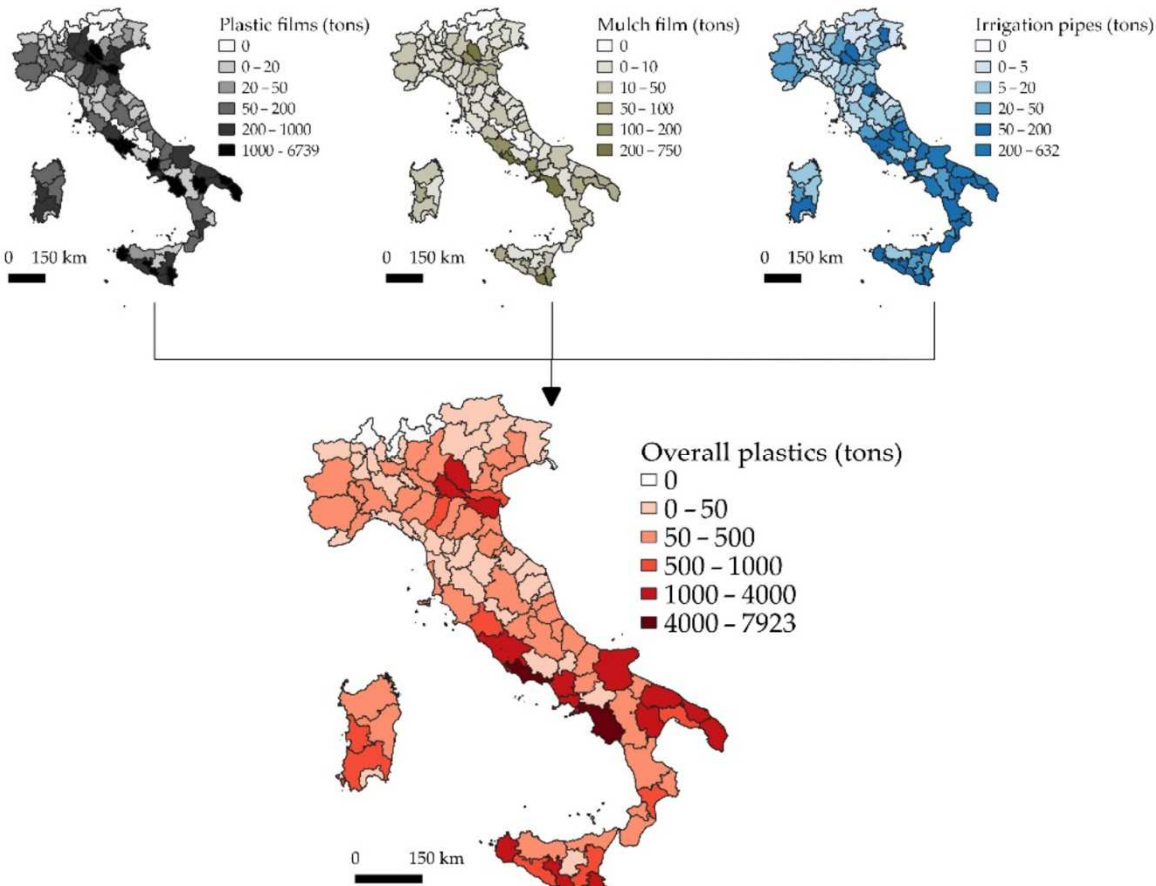 Plastic films (tons)
0
0 – 20
20 – 50
50 – 200
200 – 1000
1000 – 6739
0 150 km
Mulch film (tons)
0
0 – 10
10 – 50
50 – 100
100 – 200
200 – 750
0 150 km
Irrigation pipes (tons)
0
0 – 5
5 – 20
20 – 50
50 – 200
200 – 632
0 150 km
Overall plastics (tons)
0
0 – 50
50 – 500
500 – 1000
1000 – 4000
4000 – 7923
0 150 km